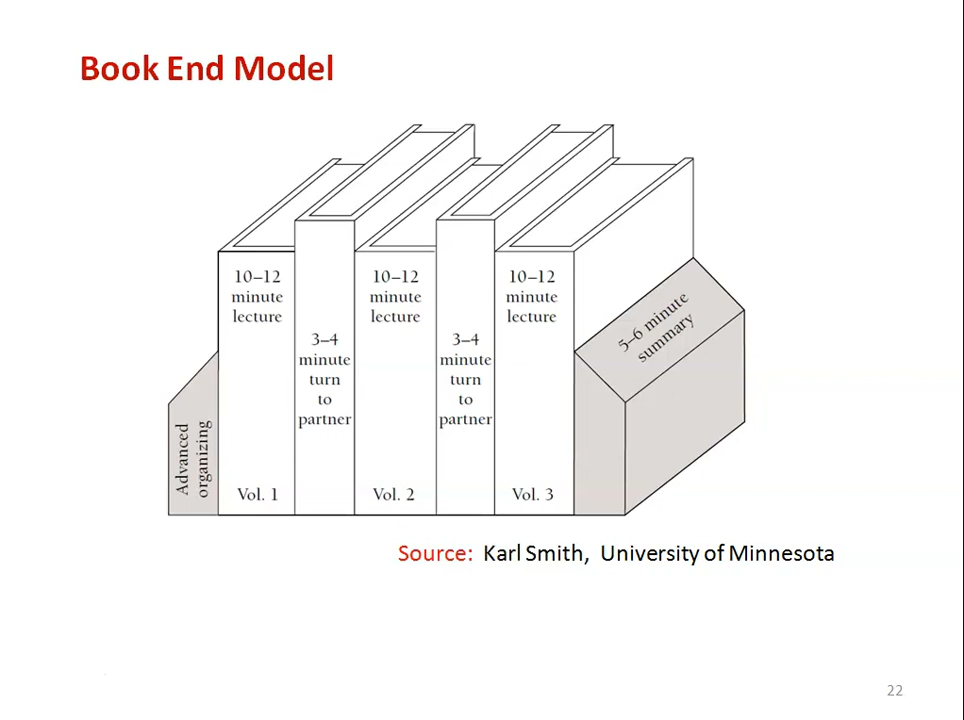 Book End Model
Advanced
organizing
10–12
minute
lecture
Vol. 1
3–4
minute
turn
to
partner
10–12
minute
lecture
Vol. 2
3–4
minute
turn
to
partner
10–12
minute
lecture
Vol. 3
5–6 minute
summary
Source: Karl Smith, University of Minnesota
22